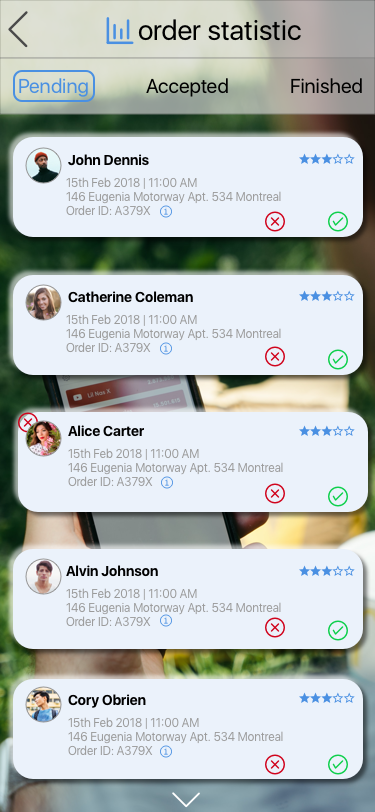 order statistic
Pending Accepted Finished
John Dennis
15th Feb 2018 | 11:00 AM
146 Eugenia Motorway Apt. 534 Montreal
Order ID: A379X
Catherine Coleman
15th Feb 2018 | 11:00 AM
146 Eugenia Motorway Apt. 534 Montreal
Order ID: A379X
Lil Nas X
Alice Carter
15th Feb 2018 | 11:00 AM
146 Eugenia Motorway Apt. 534 Montreal
Order ID: A379X
Alvin Johnson
15th Feb 2018 | 11:00 AM
146 Eugenia Motorway Apt. 534 Montreal
Order ID: A379X
Cory Obrien
15th Feb 2018 | 11:00 AM
146 Eugenia Motorway Apt. 534 Montreal
Order ID: A379X